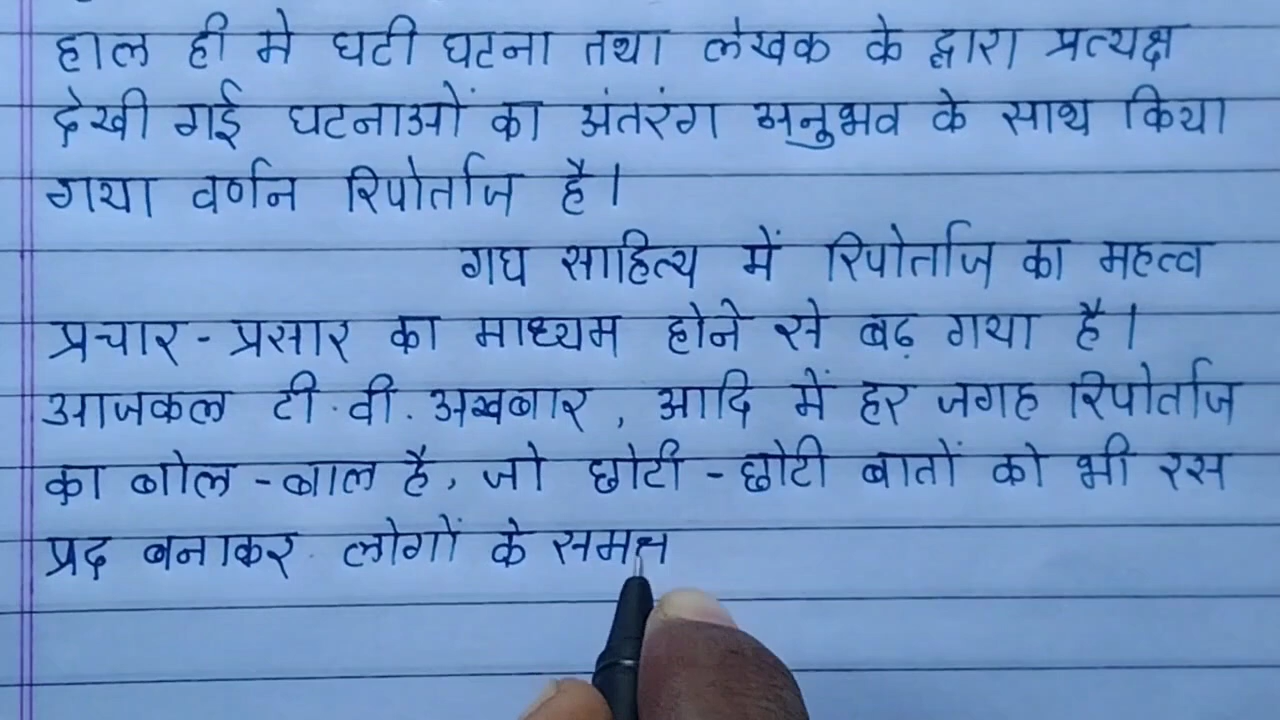 हाल ही मे घटी घटना तथा लेखक के द्वारा प्रत्यक्ष
देखी गई घटनाओं का अंतरंग अनुभव के साथ किया
गया वर्णन रिपोर्ताज है।
गद्य साहित्य में रिपोर्ताज का महत्व
प्रचार - प्रसार का माध्यम होने से बढ़ गया है।
आजकल टी. वी. अखबार, आदि में हर जगह रिपोर्ताज
का बोल - बाल है, जो छोटी - छोटी बातों को भी रस
प्रद बनाकर लोगों के समक्ष